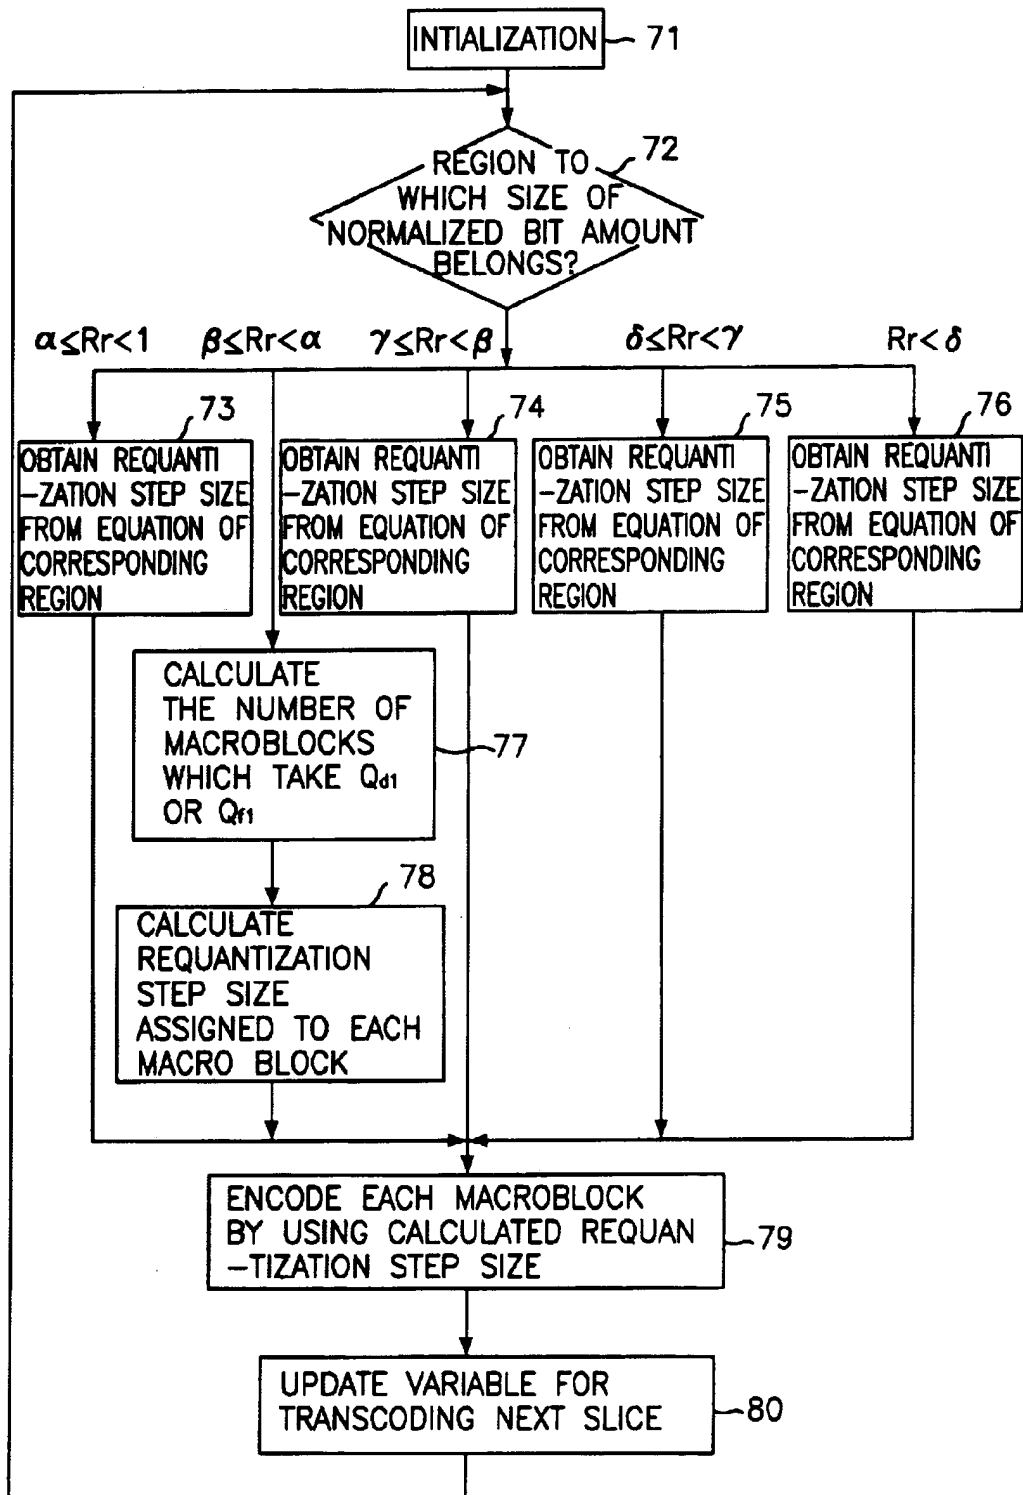 INTIALIZATION
71
72
REGION TO
WHICH SIZE OF
NORMALIZED BIT AMOUNT
BELONGS?
α≤Rr<1
β≤Rr<α
γ≤Rr<β
δ≤Rr<γ
Rr<δ
73
OBTAIN REQUANTI
-ZATION STEP SIZE
FROM EQUATION OF
CORRESPONDING
REGION
74
OBTAIN REQUANTI
-ZATION STEP SIZE
FROM EQUATION OF
CORRESPONDING
REGION
75
OBTAIN REQUANTI
-ZATION STEP SIZE
FROM EQUATION OF
CORRESPONDING
REGION
76
OBTAIN REQUANTI
-ZATION STEP SIZE
FROM EQUATION OF
CORRESPONDING
REGION
CALCULATE
THE NUMBER OF
MACROBLOCKS
WHICH TAKE Qd1
OR Qf1
77
78
CALCULATE
REQUANTIZATION
STEP SIZE
ASSIGNED TO EACH
MACRO BLOCK
ENCODE EACH MACROBLOCK
BY USING CALCULATED REQUAN
-TIZATION STEP SIZE
79
UPDATE VARIABLE FOR
TRANSCODING NEXT SLICE
80